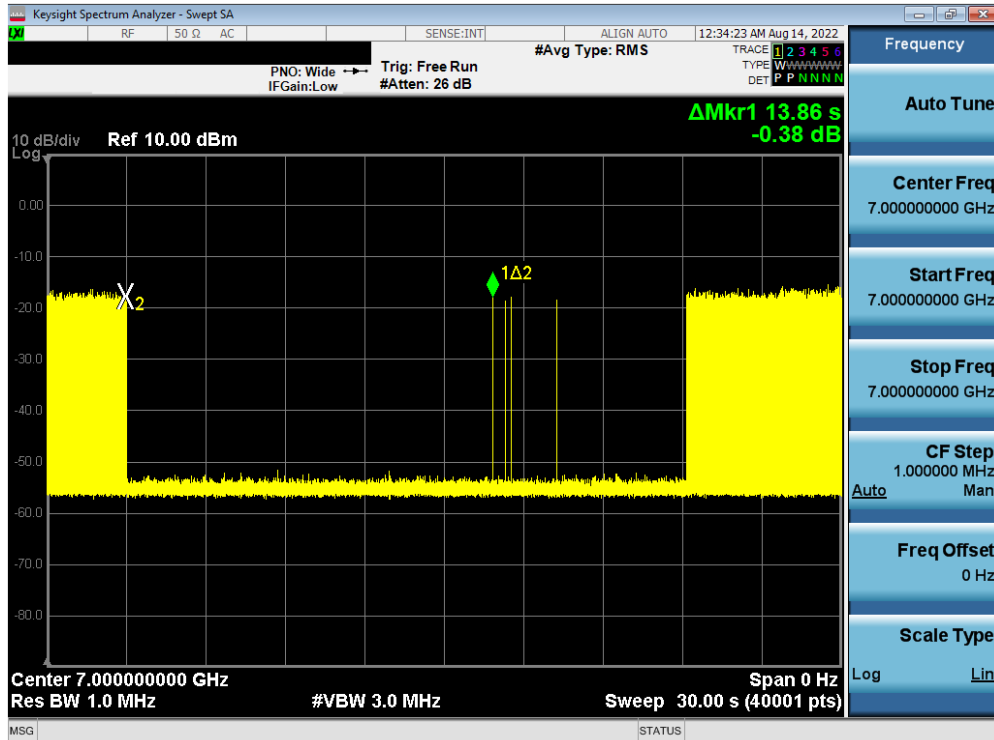 Keysight Spectrum Analyzer - Swept SA
LXI RF 50 Ω AC SENSE:INT ALIGN AUTO 12:34:23 AM Aug 14, 2022
Frequency
#Avg Type: RMS
TRACE 1 2 3 4 5 6
PNO: Wide Trig: Free Run
TYPE WWWWWW
IFGain:Low #Atten: 26 dB
DET P P N N N N
Auto Tune
ΔMkr1 13.86 s
-0.38 dB
10 dB/div Ref 10.00 dBm
Log
Center Freq
7.000000000 GHz
0.00
-10.0
1Δ2
Start Freq
7.000000000 GHz
X2
-20.0
-30.0
Stop Freq
7.000000000 GHz
-40.0
-50.0
CF Step
1.000000 MHz
Auto Man
-60.0
Freq Offset
0 Hz
-70.0
-80.0
Scale Type
Log Lin
Center 7.000000000 GHz Span 0 Hz
Res BW 1.0 MHz #VBW 3.0 MHz Sweep 30.00 s (40001 pts)
MSG STATUS